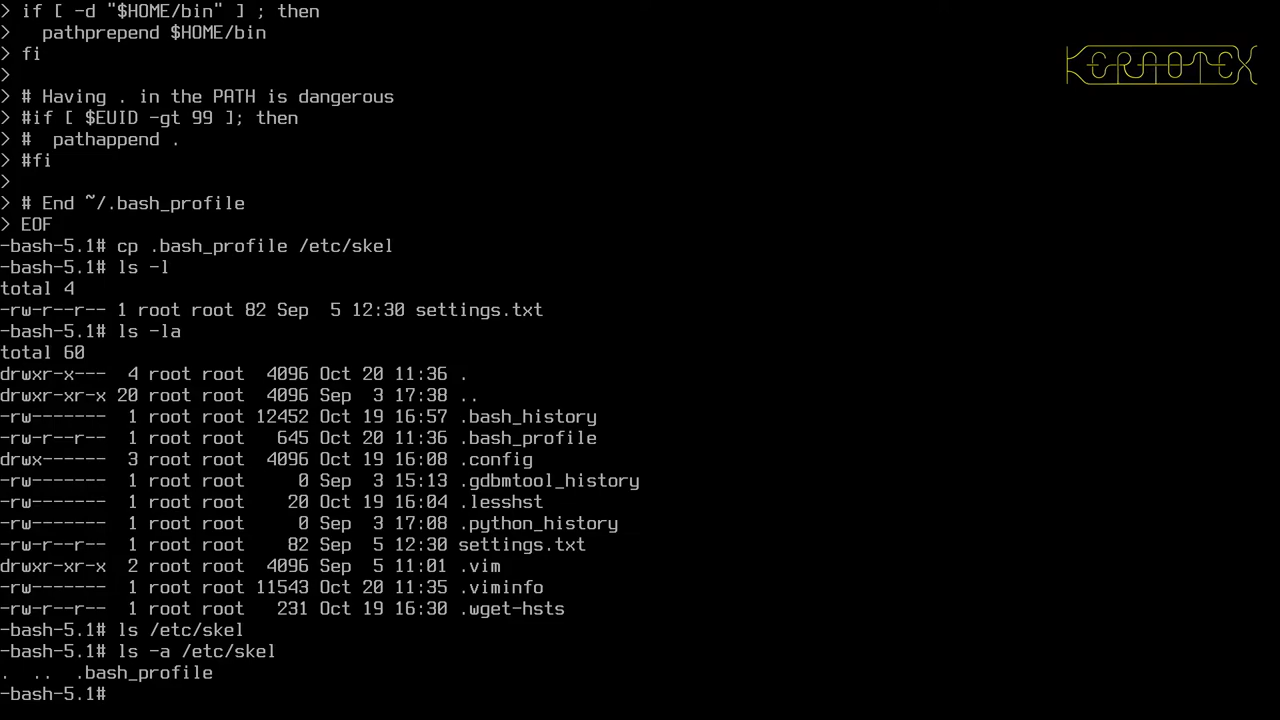 > if [ -d "$HOME/bin" ] ; then
>   pathprepend $HOME/bin
> fi
>
> # Having . in the PATH is dangerous
> #if [ $EUID -gt 99 ]; then
> #  pathappend .
> #fi
>
> # End ~/.bash_profile
> EOF
-bash-5.1# cp .bash_profile /etc/skel
-bash-5.1# ls -l
total 4
-rw-r--r-- 1 root root 82 Sep  5 12:30 settings.txt
-bash-5.1# ls -la
total 60
drwxr-x---  4 root root  4096 Oct 20 11:36 .
drwxr-xr-x 20 root root  4096 Sep  3 17:38 ..
-rw-------  1 root root 12452 Oct 19 16:57 .bash_history
-rw-r--r--  1 root root   645 Oct 20 11:36 .bash_profile
drwx------  3 root root  4096 Oct 19 16:08 .config
-rw-------  1 root root     0 Sep  3 15:13 .gdbmtool_history
-rw-------  1 root root    20 Oct 19 16:04 .lesshst
-rw-------  1 root root     0 Sep  3 17:08 .python_history
-rw-r--r--  1 root root    82 Sep  5 12:30 settings.txt
drwxr-xr-x  2 root root  4096 Sep  5 11:01 .vim
-rw-------  1 root root 11543 Oct 20 11:35 .viminfo
-rw-r--r--  1 root root   231 Oct 19 16:30 .wget-hsts
-bash-5.1# ls /etc/skel
-bash-5.1# ls -a /etc/skel
.  ..  .bash_profile
-bash-5.1#
KERNOTEX